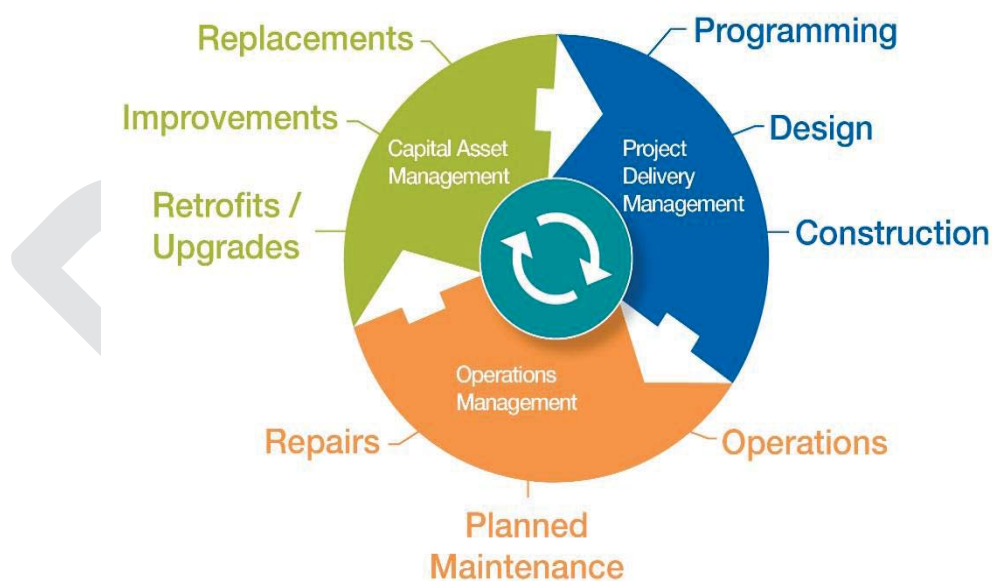 Replacements
Improvements
Retrofits /
Upgrades
Capital Asset
Management
Programming
Design
Construction
Project
Delivery
Management
Operations
Management
Operations
Planned
Maintenance
Repairs